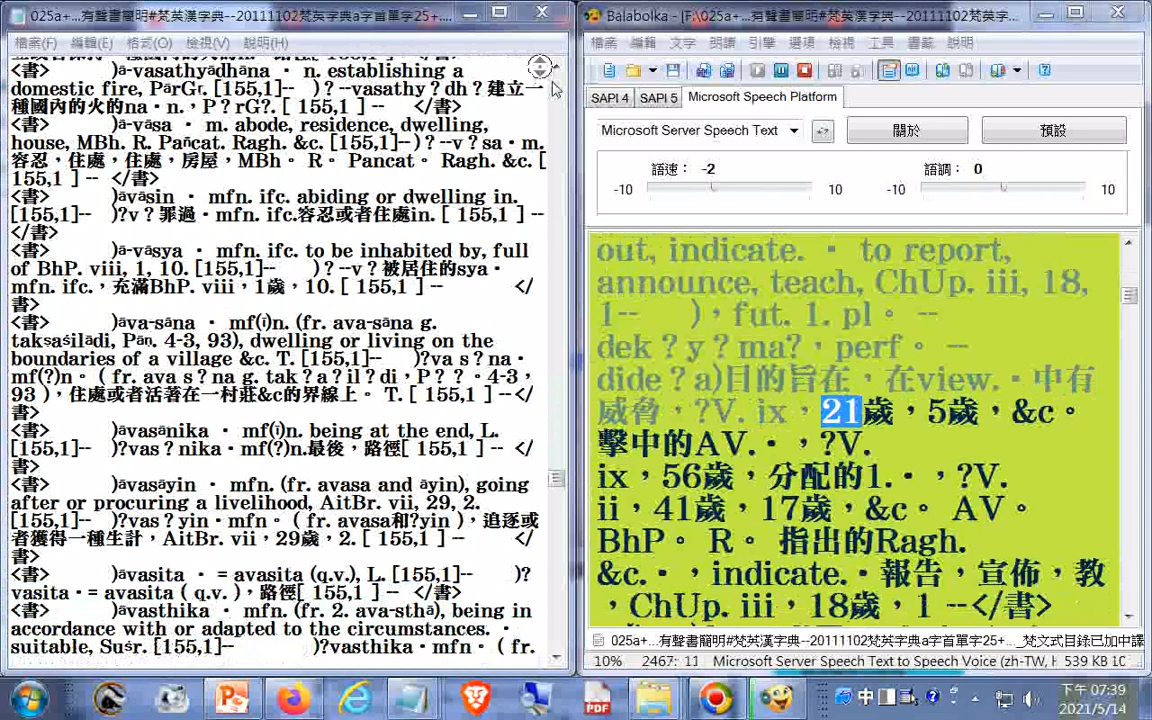 025a+...有聲書簡明#梵英漢字典--20111102梵英字典a字首單字25+...
檔案(F) 編輯(E) 格式(O) 檢視(V) 說明(H)
<書> )ā-vasathyādhāna · n. establishing a
domestic fire, PārGṛ. [155,1]-- )? --vasathy ? dh ? 建立一
種國內的火的na · n. , P ? rG?. [ 155,1 ] -- </書>
<書> )ā-vāsa · m. abode, residence, dwelling,
house, MBh. R. Pañcat. Ragh. &c. [155,1]--)? --v ? sa · m.
容忍，住處，住處，房屋，MBh。 R。 Pancat。 Ragh. &c. [
155,1 ] -- </書>
<書> )āvāsin · mfn. ifc. abiding or dwelling in.
[155,1]-- )?v ? 罪過 · mfn. ifc.容忍或者住處in. [ 155,1 ] --
</書>
<書> )ā-vāsya · mfn. ifc. to be inhabited by, full
of BhP. viii, 1, 10. [155,1]-- )? --v ? 被居住的sya ·
mfn. ifc.，充滿BhP. viii，1歲，10. [ 155,1 ] -- </
書>
<書> )āva-sāna · mf(ī)n. (fr. ava-sāna g.
takṣaśilādi, Pāṇ. 4-3, 93), dwelling or living on the
boundaries of a village &c. T. [155,1]-- )?va s ? na ·
mf(?)n。 ( fr. ava s ? na g. tak ? a ? il ? di，P ? ？。4-3,
93 )，住處或者活著在一村莊&c的界線上。 T. [ 155,1 ] -- </
書>
<書> )āvasānika · mf(ī)n. being at the end, L.
[155,1]-- )?vas ? nika · mf(?)n.最後，路徑[ 155,1 ] -- </
書>
<書> )āvasāyin · mfn. (fr. avasa and āyin), going
after or procuring a livelihood, AitBr. vii, 29, 2.
[155,1]-- )?vas ? yin · mfn。 ( fr. avasa和?yin )，追逐或
者獲得一種生計，AitBr. vii，29歲，2. [ 155,1 ] -- </
書>
<書> )āvasita · = avasita (q.v.), L. [155,1]-- )?
vasita · = avasita ( q.v. )，路徑[ 155,1 ] -- </書>
<書> )āvasthika · mfn. (fr. 2. ava-sthā), being in
accordance with or adapted to the circumstances. ·
suitable, Suśr. [155,1]-- )?vasthika · mfn。 ( fr.
Balabolka - [F:\025a+...有聲書簡明#梵英漢字典--20111102梵英字...
檔案 編輯 文字 朗讀 引擎 選項 檢視 工具 書籤 說明
SAPI 4 SAPI 5 Microsoft Speech Platform
Microsoft Server Speech Text 關於 預設
語速： -2 語調： 0
-10 10 -10 10
out, indicate. · to report,
announce, teach, ChUp. iii, 18,
1-- )，fut. 1. pl。 --
dek ? y ? ma?，perf。 --
dide ? a)目的旨在，在view. · 中有
威脅，?V. ix，21歲，5歲，&c。
擊中的AV. ·，?V.
ix，56歲，分配的1. ·，?V.
ii，41歲，17歲，&c。 AV。
BhP。 R。 指出的Ragh.
&c. ·，indicate. · 報告，宣佈，教
，ChUp. iii，18歲，1 --</書>
025a+...有聲書簡明#梵英漢字典--20111102梵英字典a字首單字25+..._梵文式目錄已加中譯
10% 2467: 11 Microsoft Server Speech Text to Speech Voice (zh-TW, H 539 KB 10
中
下午 07:39
2021/5/14